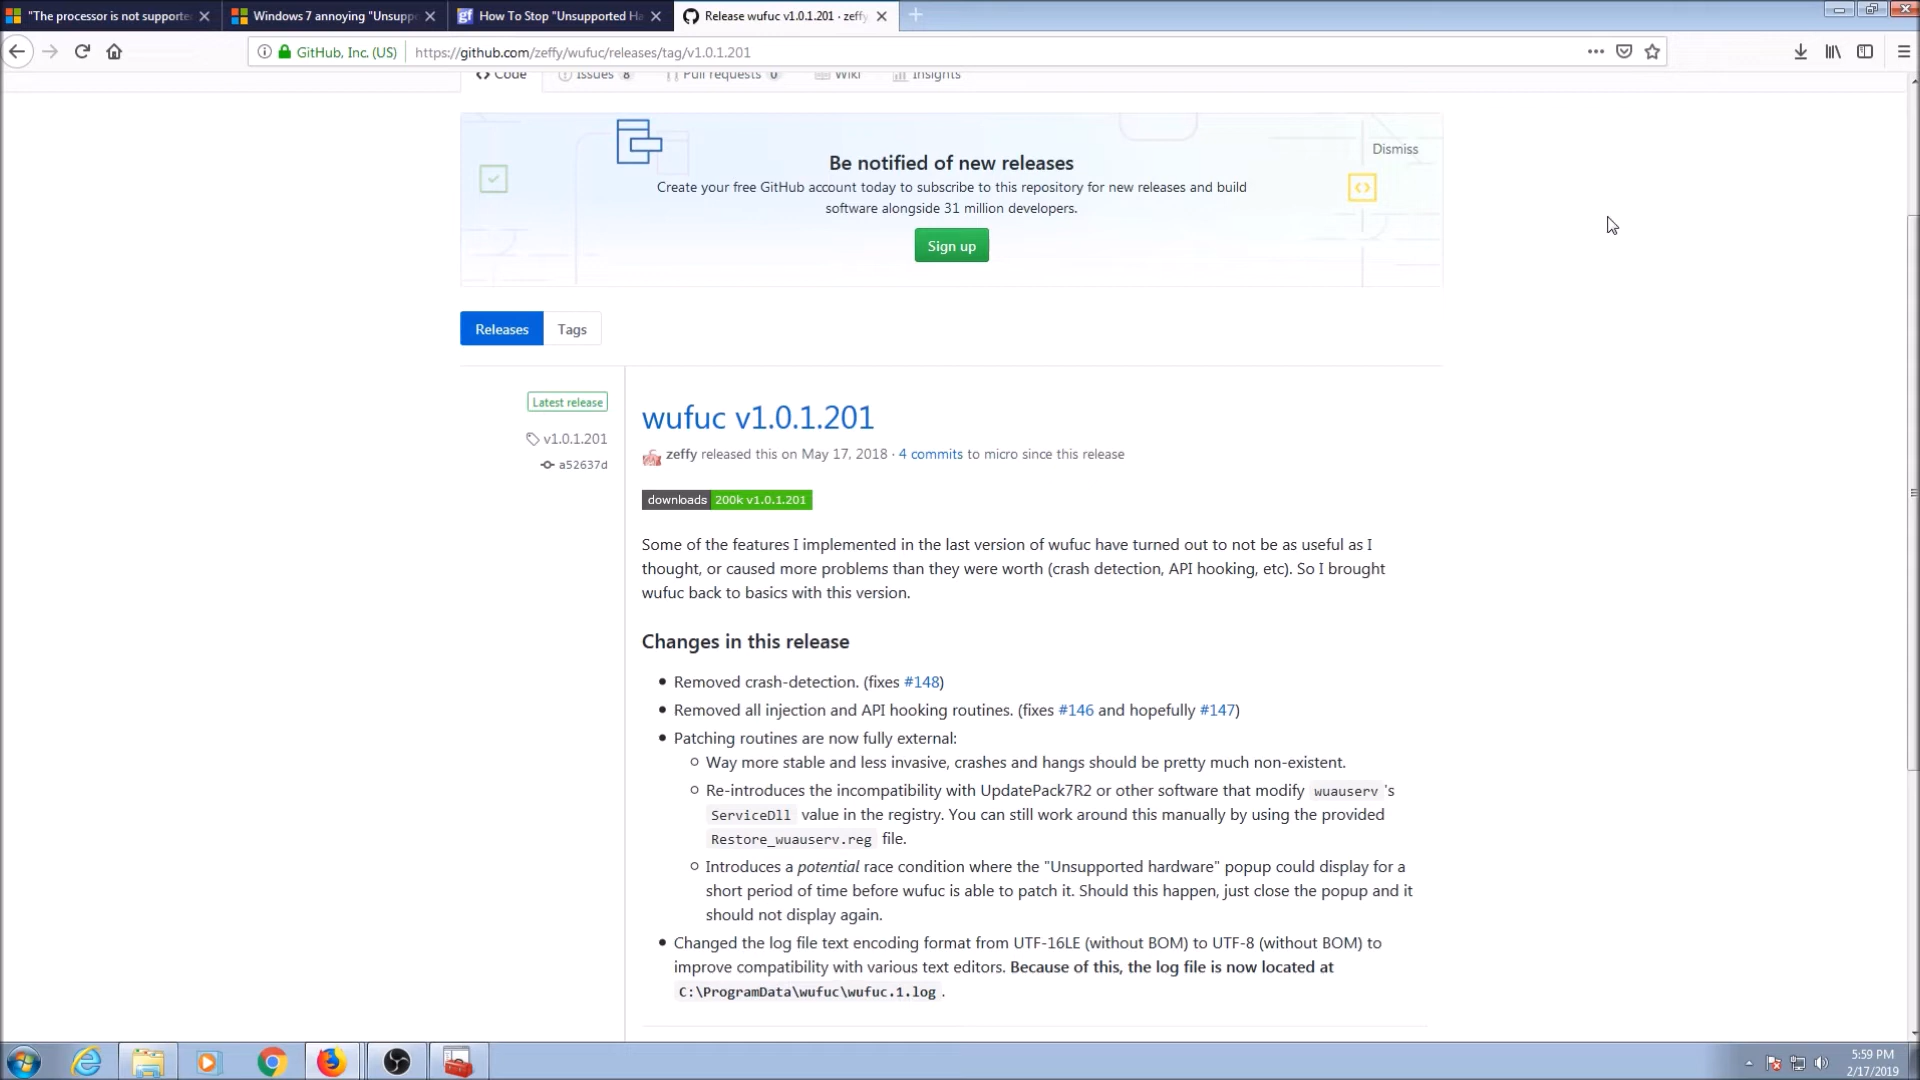 "The processor is not supporte
Windows 7 annoying "Unsupp
How To Stop "Unsupported Ha
Release wufuc v1.0.1.201 · zeffy
GitHub, Inc. (US)
https://github.com/zeffy/wufuc/releases/tag/v1.0.1.201
Code
Issues 8
Pull requests 0
Wiki
Insights
Be notified of new releases
Dismiss
Create your free GitHub account today to subscribe to this repository for new releases and build
software alongside 31 million developers.
Sign up
Releases
Tags
Latest release
v1.0.1.201
a52637d
wufuc v1.0.1.201
zeffy released this on May 17, 2018 · 4 commits to micro since this release
downloads 200k v1.0.1.201
Some of the features I implemented in the last version of wufuc have turned out to not be as useful as I
thought, or caused more problems than they were worth (crash detection, API hooking, etc). So I brought
wufuc back to basics with this version.
Changes in this release
Removed crash-detection. (fixes #148)
Removed all injection and API hooking routines. (fixes #146 and hopefully #147)
Patching routines are now fully external:
Way more stable and less invasive, crashes and hangs should be pretty much non-existent.
Re-introduces the incompatibility with UpdatePack7R2 or other software that modify wuauserv 's
ServiceDll value in the registry. You can still work around this manually by using the provided
Restore_wuauserv.reg file.
Introduces a potential race condition where the "Unsupported hardware" popup could display for a
short period of time before wufuc is able to patch it. Should this happen, just close the popup and it
should not display again.
Changed the log file text encoding format from UTF-16LE (without BOM) to UTF-8 (without BOM) to
improve compatibility with various text editors. Because of this, the log file is now located at
C:\ProgramData\wufuc\wufuc.1.log .
5:59 PM
2/17/2019